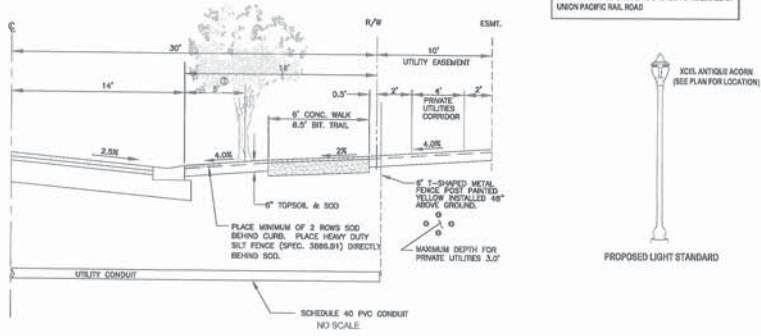 UNION PACIFIC RAIL ROAD
R/W
ESMT.
30'
10'
UTILITY EASEMENT
16'
14'
5'
0.5'
2'
4'
2'
PRIVATE
UTILITIES
CORRIDOR
6' CONC. WALK
8.5' BIT. TRAIL
2.5%
4.0%
2%
4.0%
6" TOPSOIL & SOD
6' T-SHAPED METAL
FENCE POST PAINTED
YELLOW INSTALLED 48"
ABOVE GROUND.
PLACE MINIMUM OF 2 ROWS SOD
BEHIND CURB. PLACE HEAVY DUTY
SILT FENCE (SPEC. 3886.B1) DIRECTLY
BEHIND SOD.
MAXIMUM DEPTH FOR
PRIVATE UTILITIES 3.0'
UTILITY CONDUIT
SCHEDULE 40 PVC CONDUIT
NO SCALE
XCEL ANTIQUE ACORN
(SEE PLAN FOR LOCATION)
PROPOSED LIGHT STANDARD